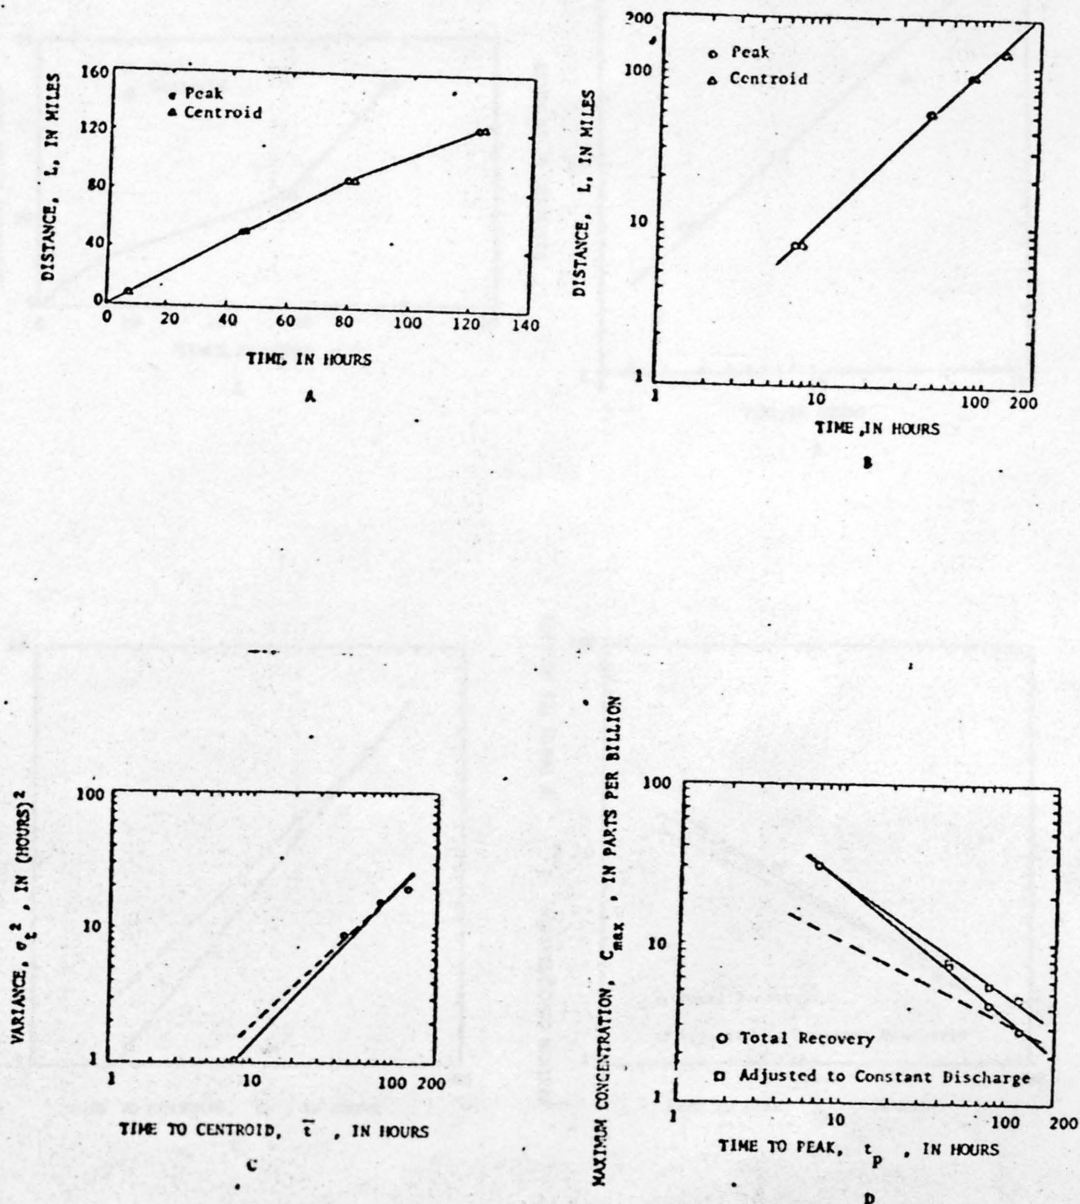 160
120
80
40
0
DISTANCE, L, IN MILES
Peak
Centroid
0 20 40 60 80 100 120 140
TIME, IN HOURS
A
200
100
10
1
DISTANCE, L, IN MILES
Peak
Centroid
1 10 100 200
TIME, IN HOURS
B
100
10
1
VARIANCE, σt², IN (HOURS)²
1 10 100 200
TIME TO CENTROID, t̄, IN HOURS
C
100
10
1
MAXIMUM CONCENTRATION, Cmax, IN PARTS PER BILLION
Total Recovery
Adjusted to Constant Discharge
1 10 100 200
TIME TO PEAK, tp, IN HOURS
D